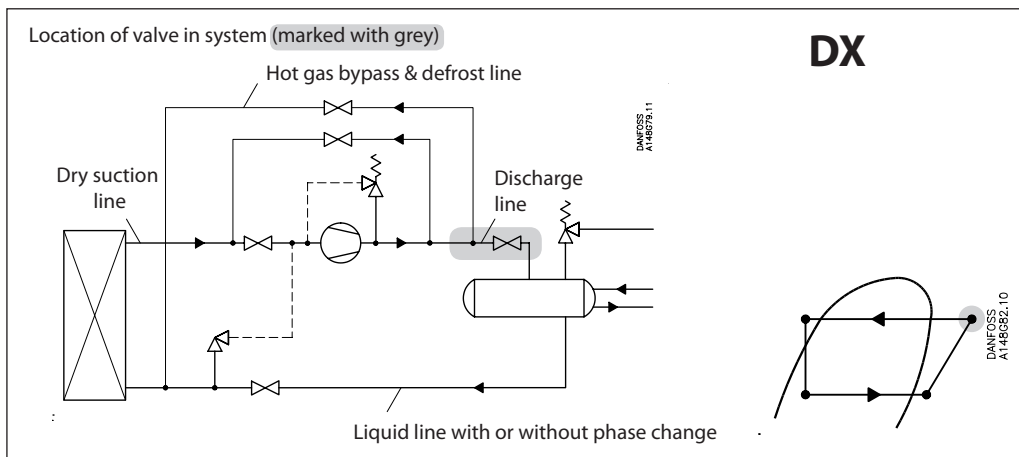 Location of valve in system (marked with grey)
DX
Hot gas bypass & defrost line
DANFOSS
A148G79.11
Dry suction
line
Discharge
line
DANFOSS
A148G82.10
Liquid line with or without phase change